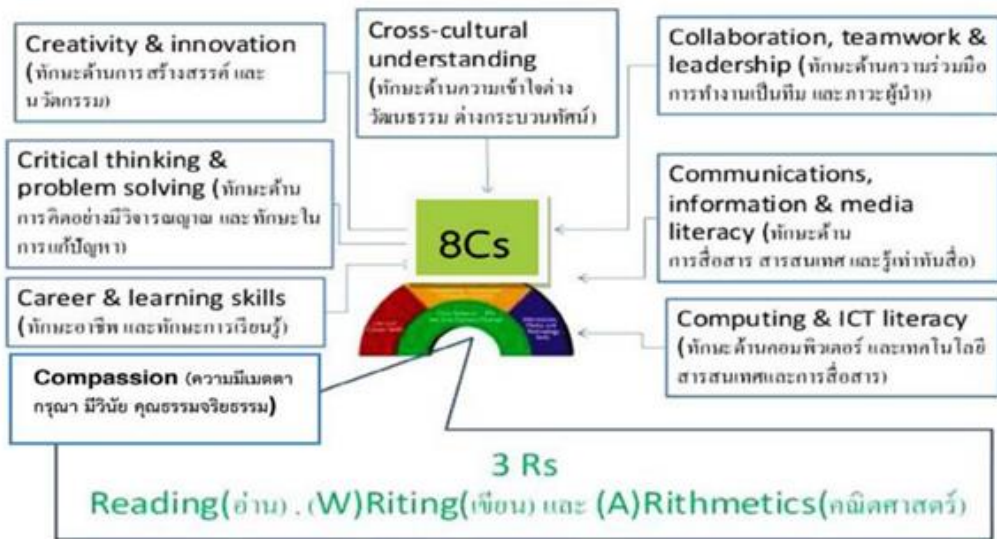 Creativity & innovation
(ทักษะด้านการสร้างสรรค์ และ
นวัตกรรม)
Cross-cultural
understanding
(ทักษะด้านความเข้าใจต่าง
วัฒนธรรม ต่างกระบวนทัศน์)
Collaboration, teamwork &
leadership (ทักษะด้านความร่วมมือ
การทำงานเป็นทีม และภาวะผู้นำ))
Critical thinking &
problem solving (ทักษะด้าน
การคิดอย่างมีวิจารณญาณ และทักษะใน
การแก้ปัญหา)
8Cs
Communications,
information & media
literacy (ทักษะด้าน
การสื่อสาร สารสนเทศ และรู้เท่าทันสื่อ)
Career & learning skills
(ทักษะอาชีพ และทักษะการเรียนรู้)
Computing & ICT literacy
(ทักษะด้านคอมพิวเตอร์ และเทคโนโลยี
สารสนเทศและการสื่อสาร)
Compassion (ความมีเมตตา
กรุณา มีวินัย คุณธรรมจริยธรรม)
3 Rs
Reading(อ่าน) , (W)Riting(เขียน) และ (A)Rithmetics(คณิตศาสตร์)